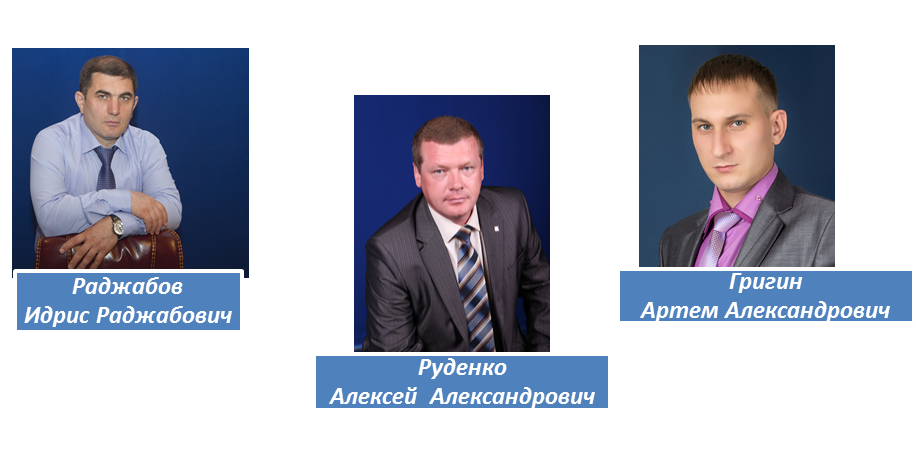 Раджабов
Идрис Раджабович
Руденко
Алексей  Александрович
Григин
Артем Александрович